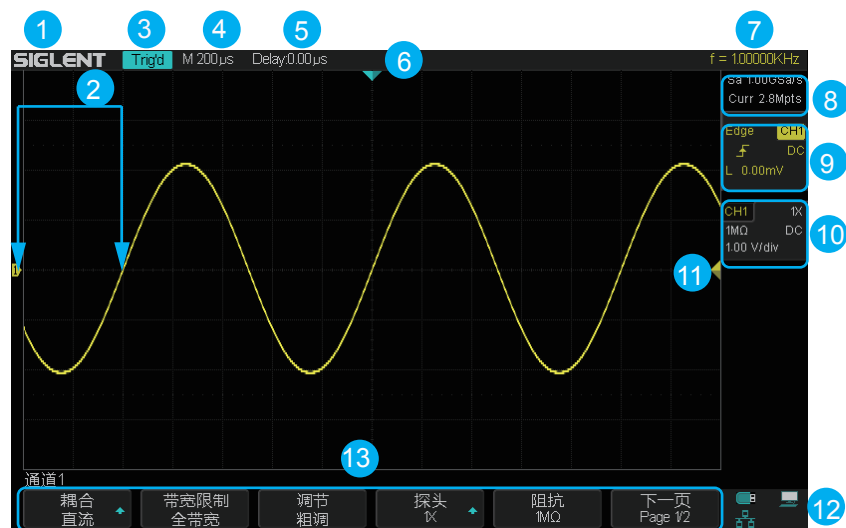 1
3
4
5
7
SIGLENT Trig'd M 200µs Delay:0.00µs f = 1.00000KHz
6
2
Sa 1.00GSa/s
Curr 2.8Mpts
8
Edge CH1
DC
L 0.00mV
9
CH1 1X
1MΩ DC
1.00 V/div
10
1
11
13
通道1
耦合
直流
带宽限制
全带宽
调节
粗调
探头
1X
阻抗
1MΩ
下一页
Page 1/2
12